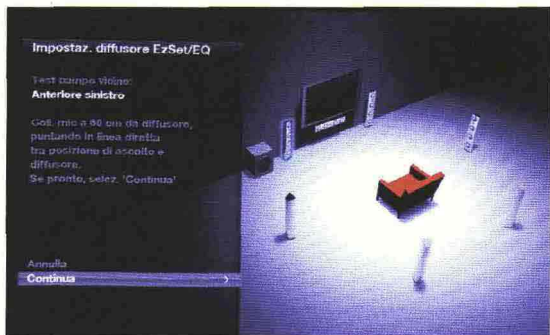 Impostaz. diffusore EzSet/EQ
Test campo vicino:
Anteriore sinistro
Coll. mic a 60 cm da diffusore,
puntando in linea diretta
tra posizione di ascolto e
diffusore.
Se pronto, selez. 'Continua'
Annulla
Continua